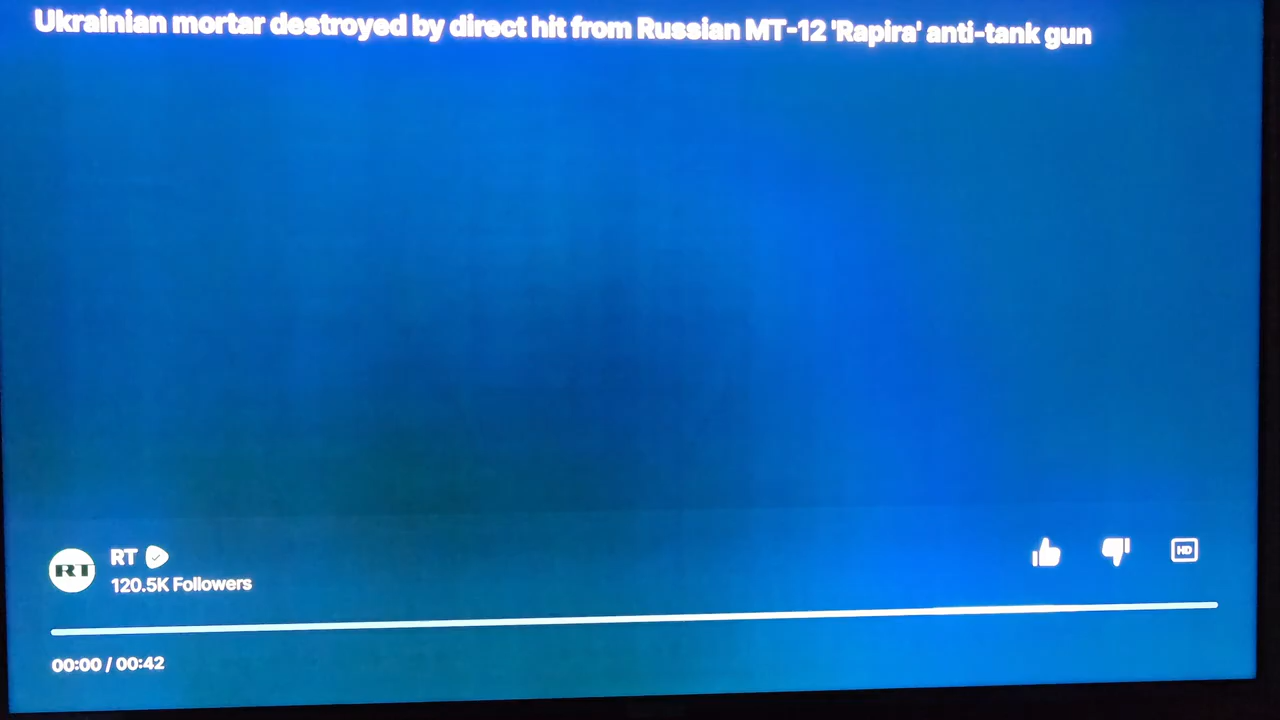 Ukrainian mortar destroyed by direct hit from Russian MT-12 'Rapira' anti-tank gun
RT
RT
120.5K Followers
HD
00:00 / 00:42